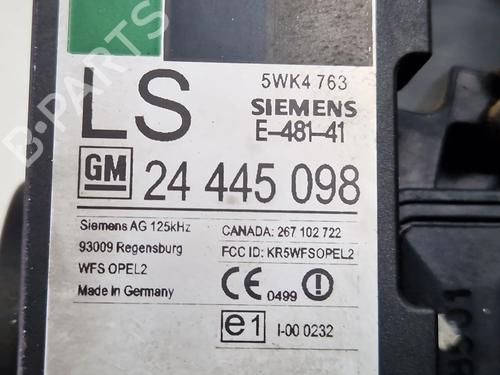 LS
5WK4 763
SIEMENS
E-481-41
GM 24 445 098
Siemens AG 125kHz
93009 Regensburg
WFS OPEL2
Made in Germany
CANADA: 267 102 722
FCC ID: KR5WFSOPEL2
CE 0499
e1 I-00 0232
B-PARTS